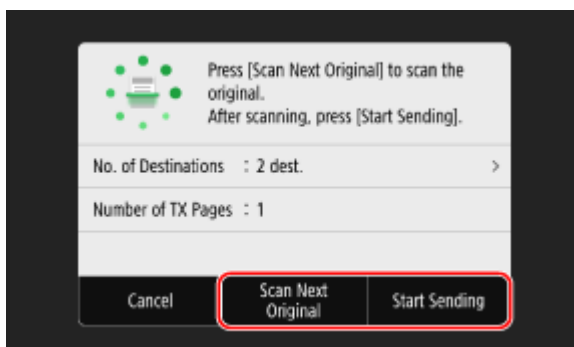 Press [Scan Next Original] to scan the
original.
After scanning, press [Start Sending].
No. of Destinations : 2 dest. >
Number of TX Pages : 1
Cancel
Scan Next
Original
Start Sending